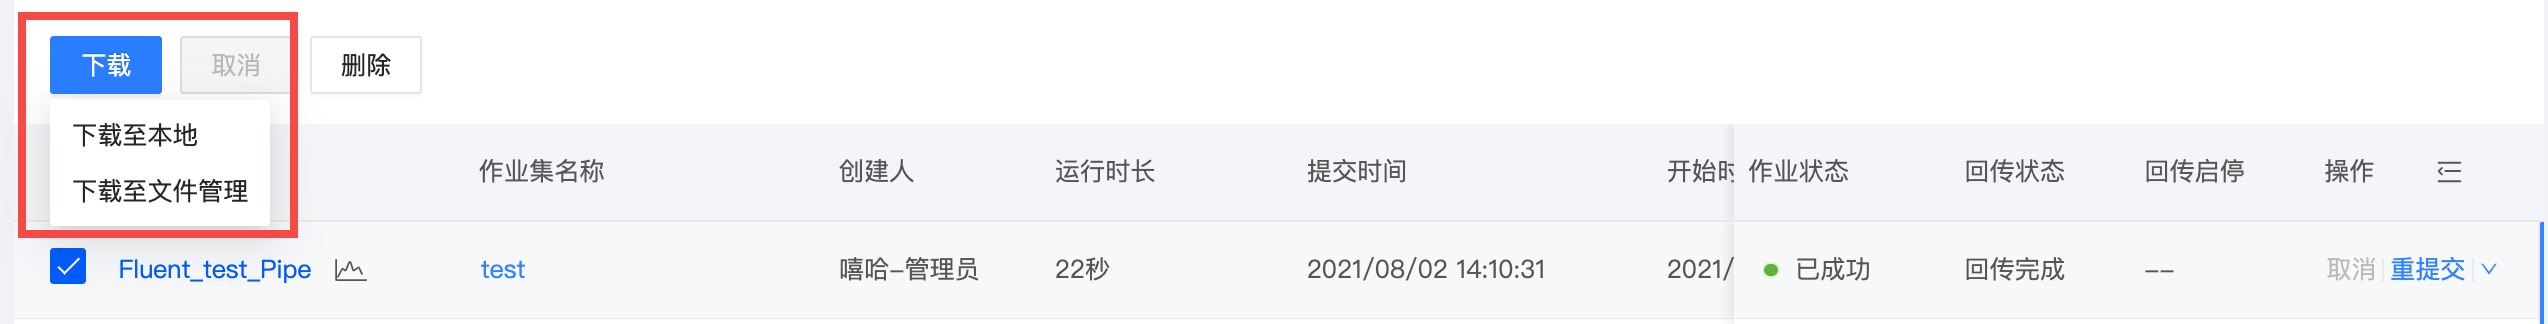 下载 取消 删除
下载至本地
下载至文件管理
作业集名称 创建人 运行时长 提交时间 开始时 作业状态 回传状态 回传启停 操作
Fluent_test_Pipe test 嘻哈-管理员 22秒 2021/08/02 14:10:31 2021/ 已成功 回传完成 -- 取消 重提交